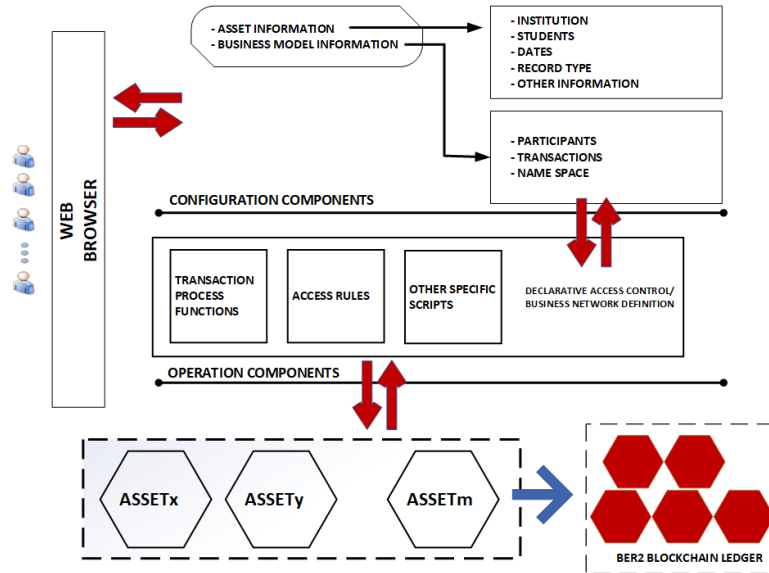 - ASSET INFORMATION
- BUSINESS MODEL INFORMATION
- INSTITUTION
- STUDENTS
- DATES
- RECORD TYPE
- OTHER INFORMATION
- PARTICIPANTS
- TRANSACTIONS
- NAME SPACE
WEB
BROWSER
CONFIGURATION COMPONENTS
TRANSACTION
PROCESS
FUNCTIONS
ACCESS RULES
OTHER SPECIFIC
SCRIPTS
DECLARATIVE ACCESS CONTROL/
BUSINESS NETWORK DEFINITION
OPERATION COMPONENTS
ASSETx
ASSETy
ASSETm
BER2 BLOCKCHAIN LEDGER